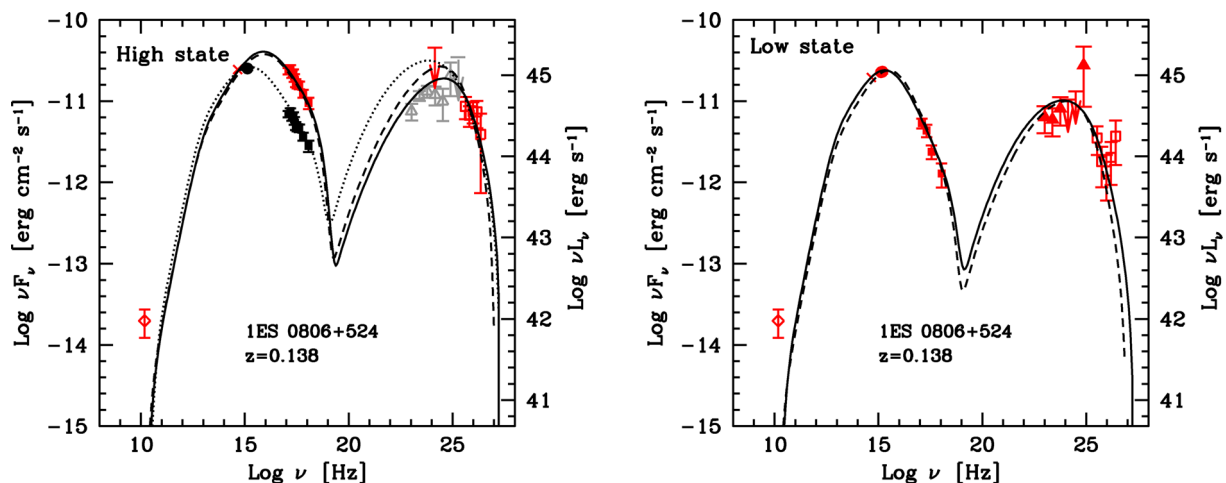 High state
-10
-11
-12
-13
-14
-15
Log νFν [erg cm−2 s−1]
45
44
43
42
41
Log νLν [erg s−1]
1ES 0806+524
z=0.138
10
15
20
25
Log ν [Hz]
Low state
-10
-11
-12
-13
-14
-15
Log νFν [erg cm−2 s−1]
45
44
43
42
41
Log νLν [erg s−1]
1ES 0806+524
z=0.138
10
15
20
25
Log ν [Hz]